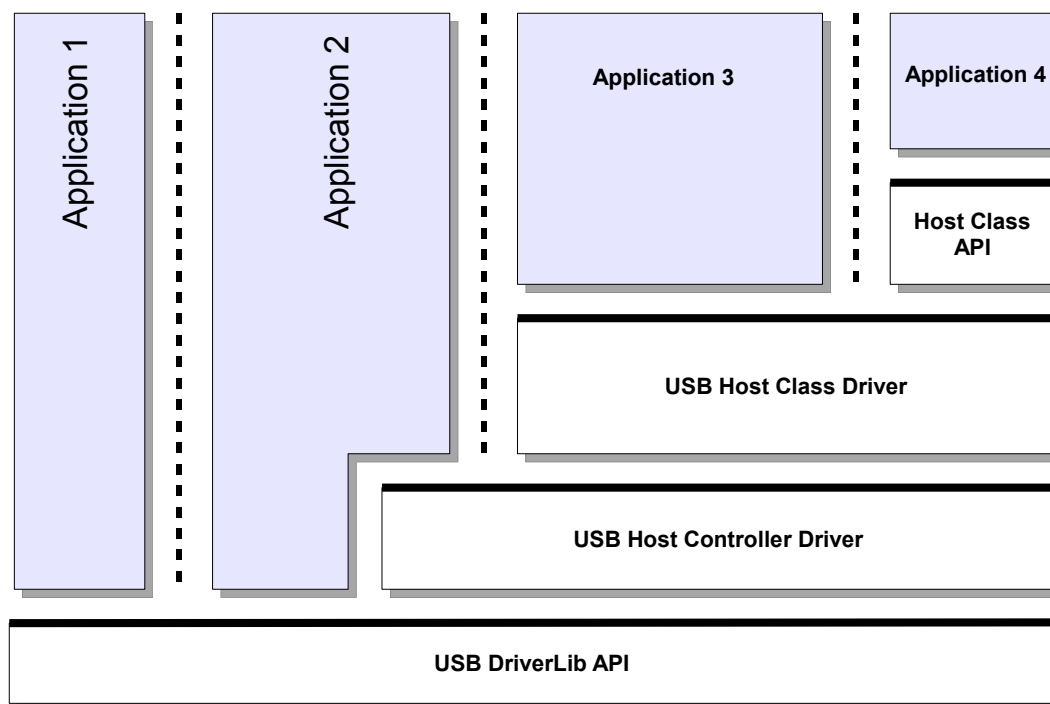 Application 1
Application 2
Application 3
Application 4
Host Class
API
USB Host Class Driver
USB Host Controller Driver
USB DriverLib API